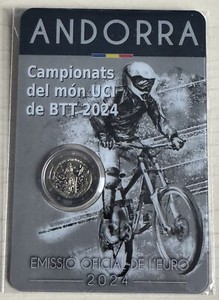 ANDORRA
Campionats
del món UCI
de BTT 2024
EMISSIÓ OFICIAL DE L'EURO
2024